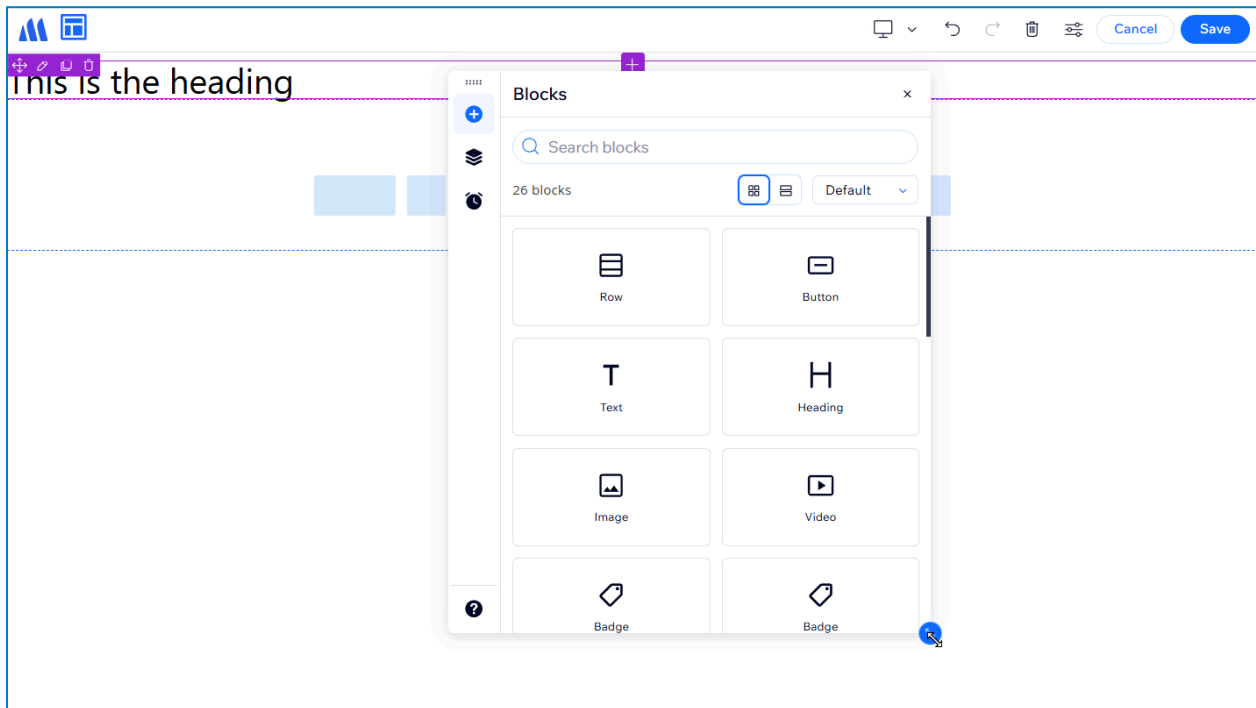 Cancel
Save
This is the heading
Blocks
Search blocks
26 blocks
Default
Row
Button
Text
Heading
Image
Video
Badge
Badge